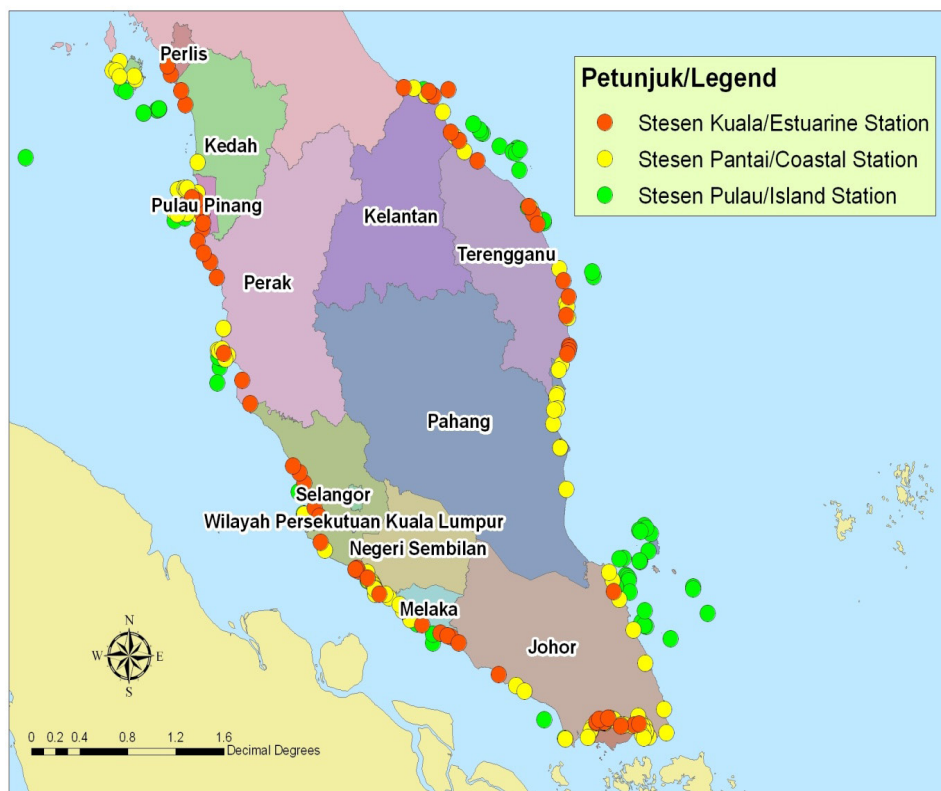 Perlis
Kedah
Pulau Pinang
Perak
Kelantan
Terengganu
Pahang
Selangor
Wilayah Persekutuan Kuala Lumpur
Negeri Sembilan
Melaka
Johor
Petunjuk/Legend
Stesen Kuala/Estuarine Station
Stesen Pantai/Coastal Station
Stesen Pulau/Island Station
N
W E
S
0 0.2 0.4 0.8 1.2 1.6
Decimal Degrees